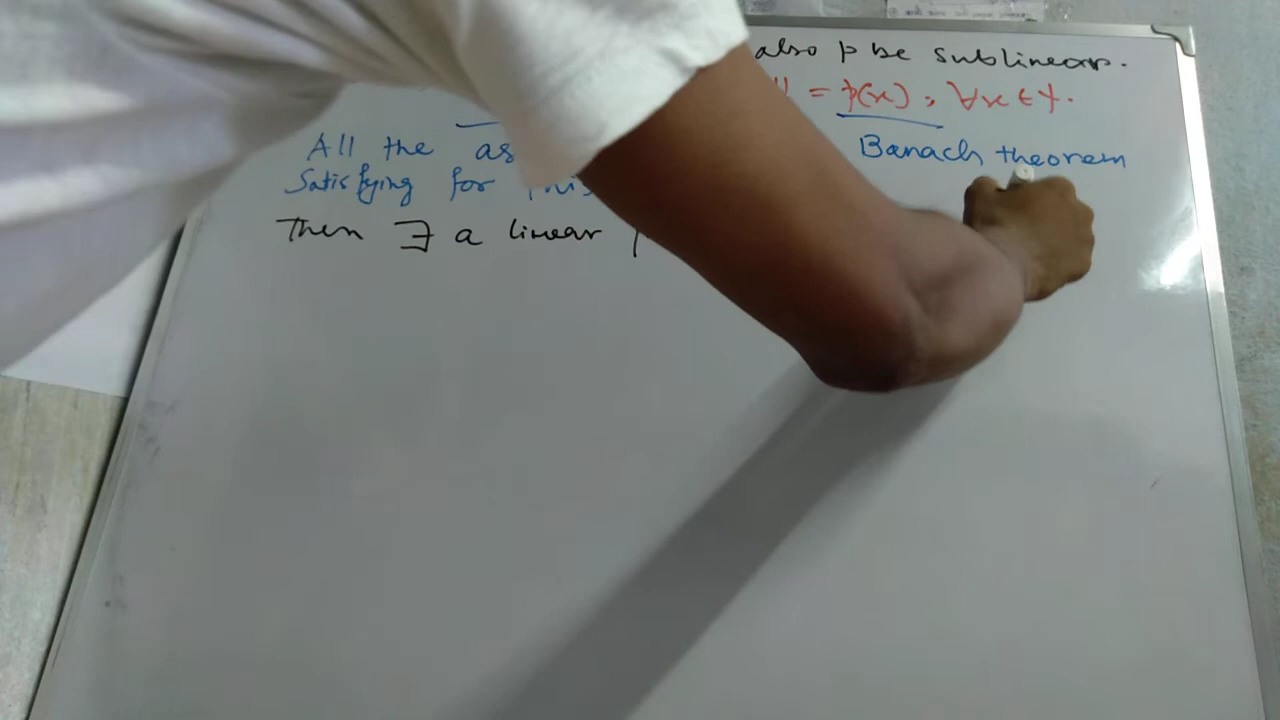 also p be sublinear.
= p(x), ∀x ∈ Y.
All the as Banach theorem
Satisfying for this
Then ∃ a linear